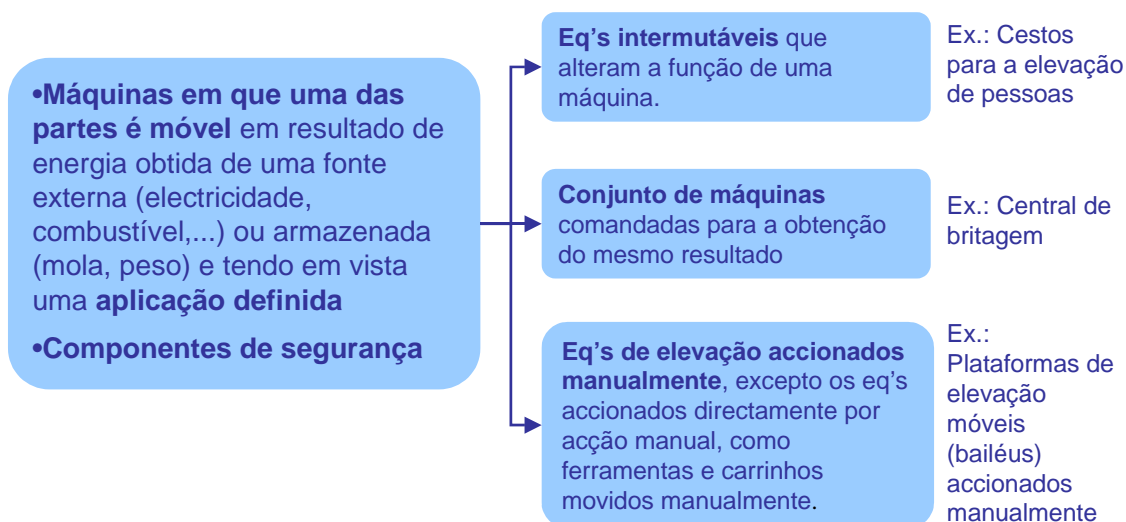 •Máquinas em que uma das
partes é móvel em resultado de
energia obtida de uma fonte
externa (electricidade,
combustível,...) ou armazenada
(mola, peso) e tendo em vista
uma aplicação definida
•Componentes de segurança
Eq's intermutáveis que
alteram a função de uma
máquina.
Ex.: Cestos
para a elevação
de pessoas
Conjunto de máquinas
comandadas para a obtenção
do mesmo resultado
Ex.: Central de
britagem
Eq's de elevação accionados
manualmente, excepto os eq's
accionados directamente por
acção manual, como
ferramentas e carrinhos
movidos manualmente.
Ex.:
Plataformas de
elevação
móveis
(bailéus)
accionados
manualmente